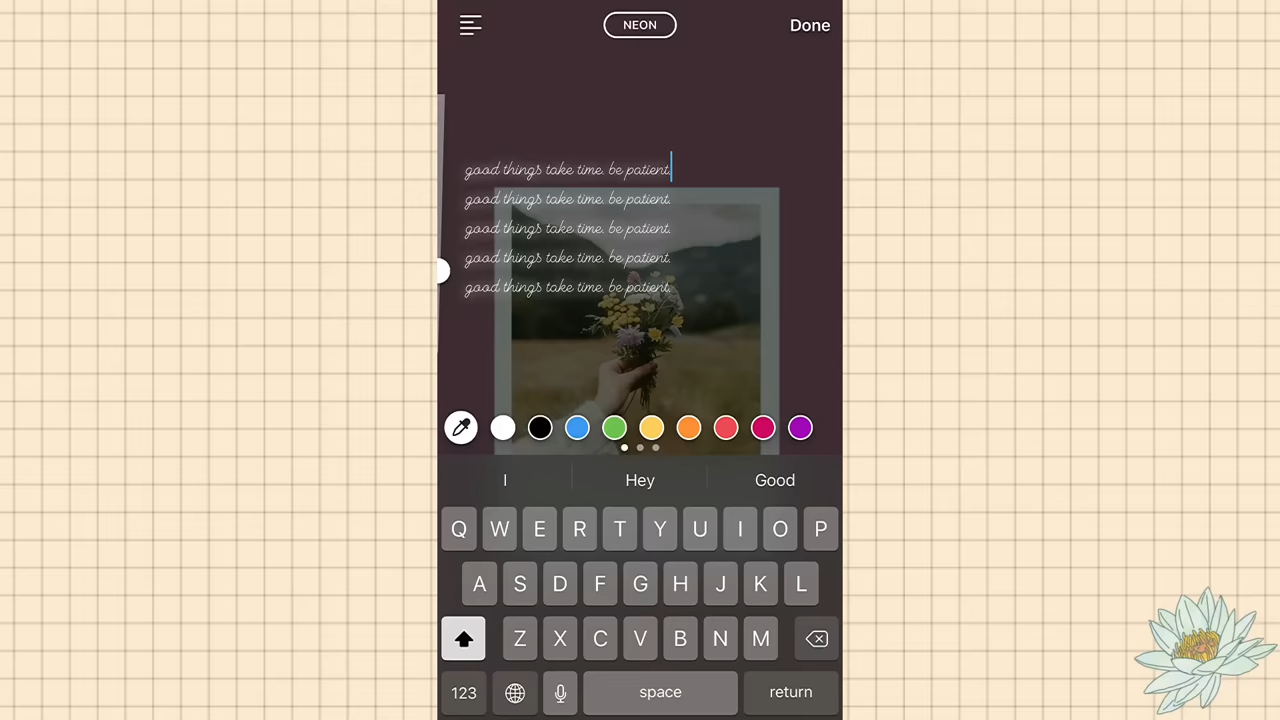 NEON
Done
good things take time. be patient.
good things take time. be patient.
good things take time. be patient.
good things take time. be patient.
good things take time. be patient.
I Hey Good
Q W E R T Y U I O P
A S D F G H J K L
Z X C V B N M
123 space return